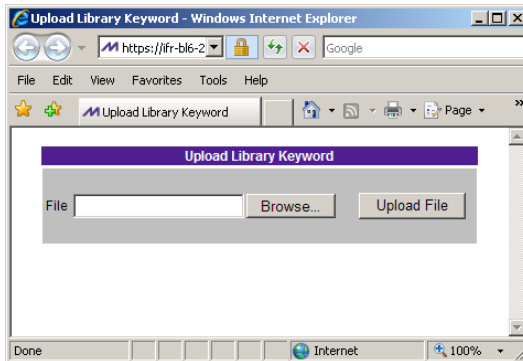 Upload Library Keyword - Windows Internet Explorer
https://ifr-bl6-2 Google
File Edit View Favorites Tools Help
Upload Library Keyword Page »
Upload Library Keyword
File Browse... Upload File
Done Internet 100%